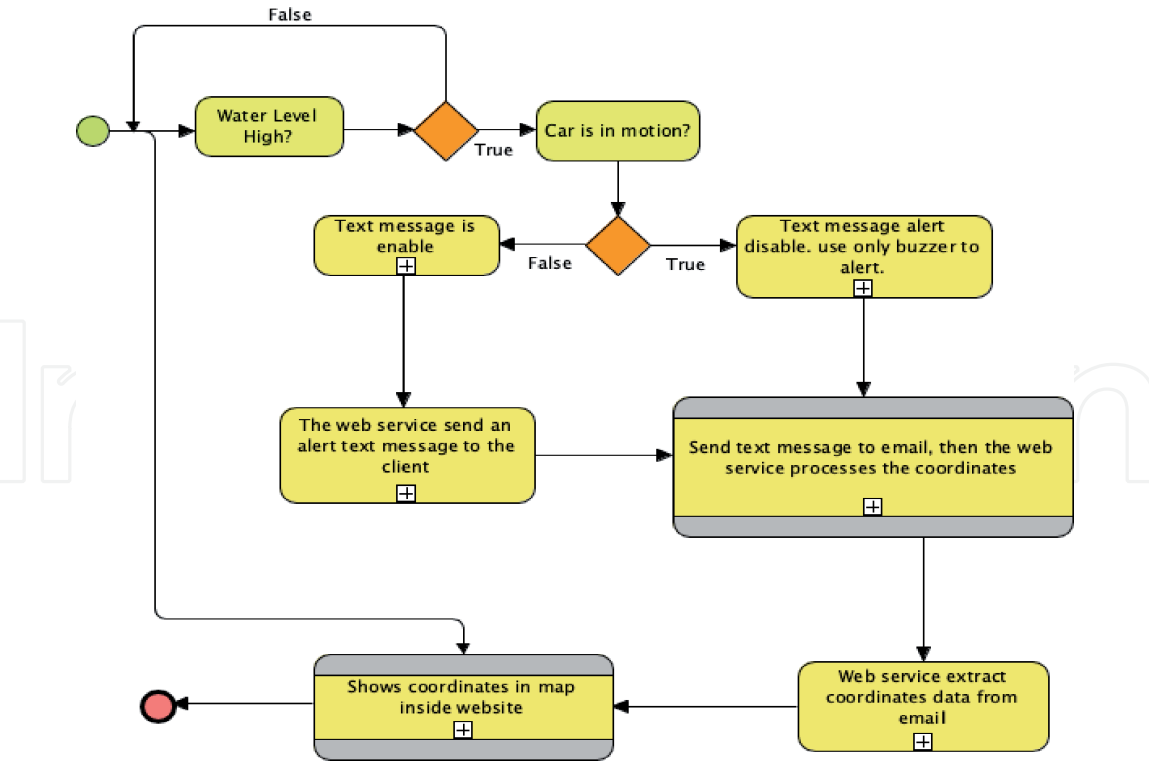 False
Water Level
High?
True
Car is in motion?
Text message is
enable
False
True
Text message alert
disable. use only buzzer to
alert.
The web service send an
alert text message to the
client
Send text message to email, then the web
service processes the coordinates
Shows coordinates in map
inside website
Web service extract
coordinates data from
email